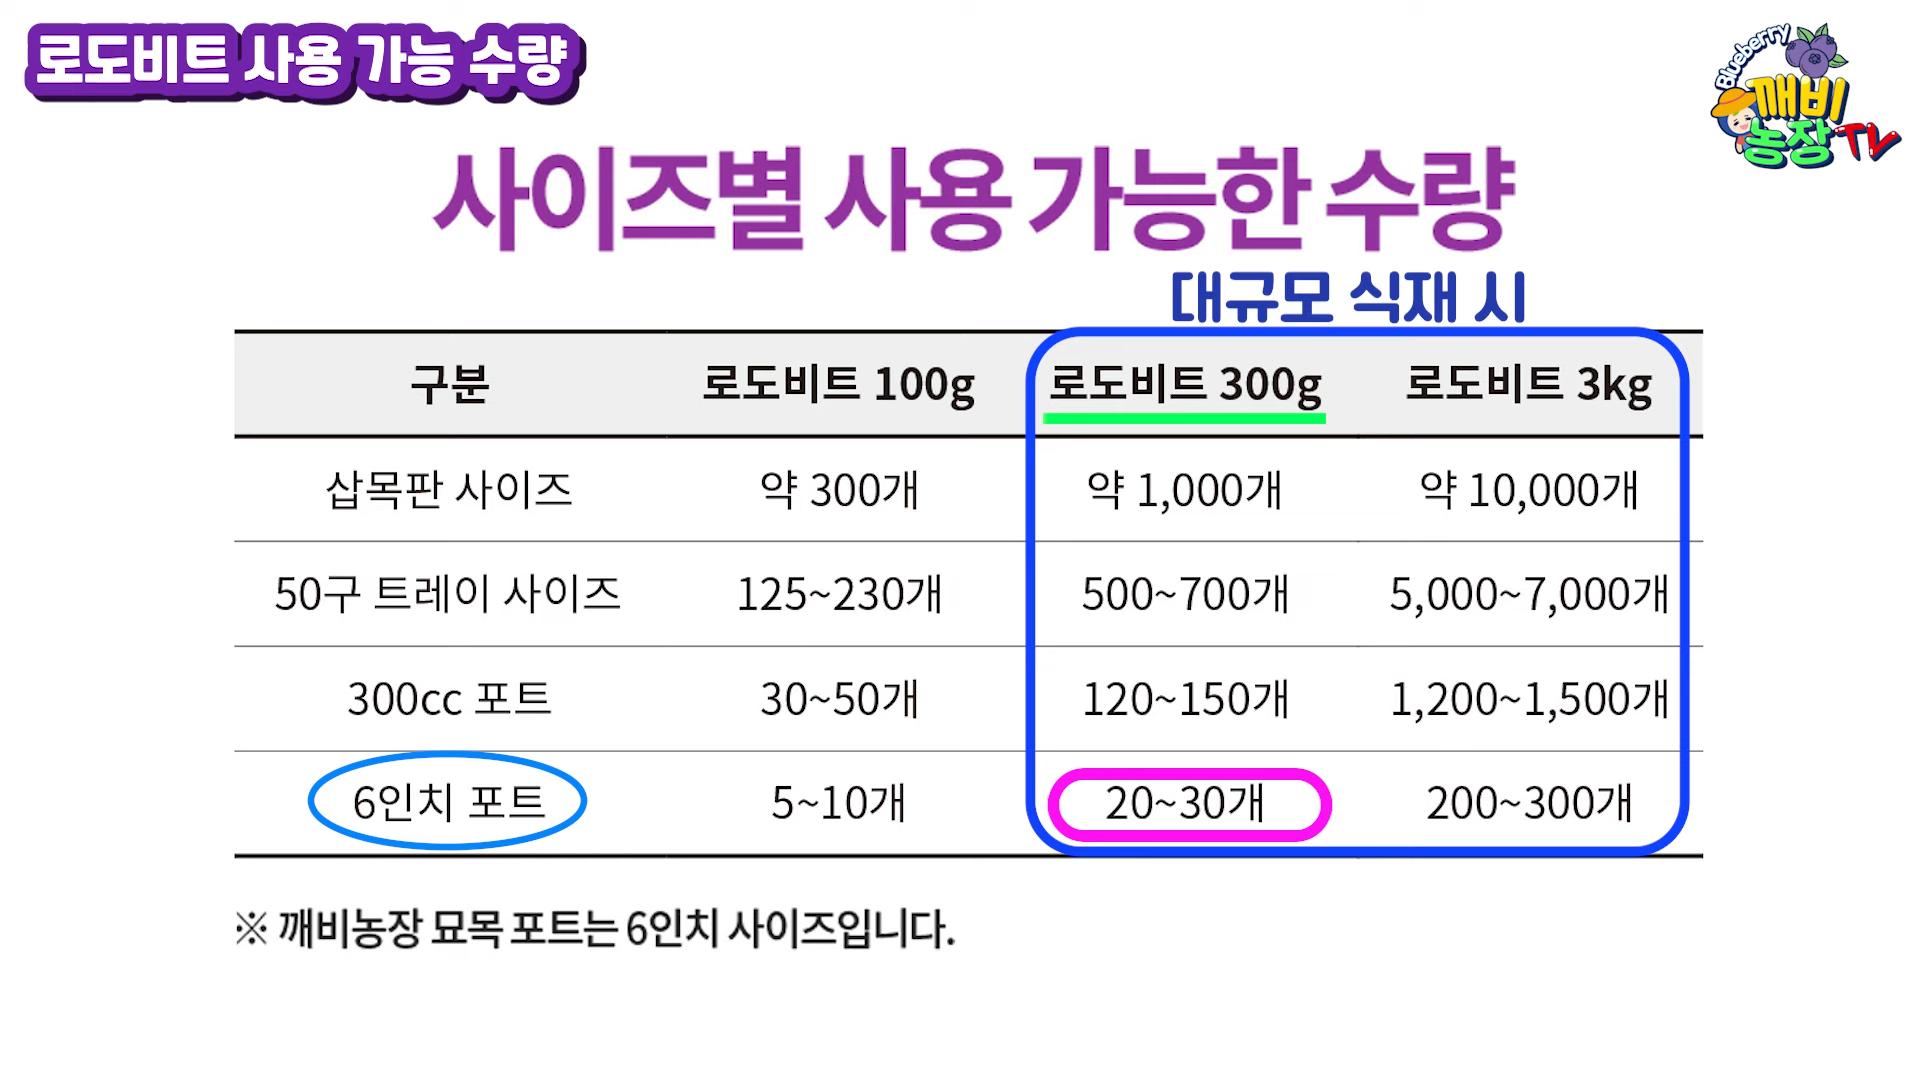 로도비트 사용 가능 수량
Blueberry
깨비
농장TV
사이즈별 사용 가능한 수량
대규모 식재 시
구분 로도비트 100g 로도비트 300g 로도비트 3kg
삽목판 사이즈 약 300개 약 1,000개 약 10,000개
50구 트레이 사이즈 125~230개 500~700개 5,000~7,000개
300cc 포트 30~50개 120~150개 1,200~1,500개
6인치 포트 5~10개 20~30개 200~300개
※ 깨비농장 묘목 포트는 6인치 사이즈입니다.